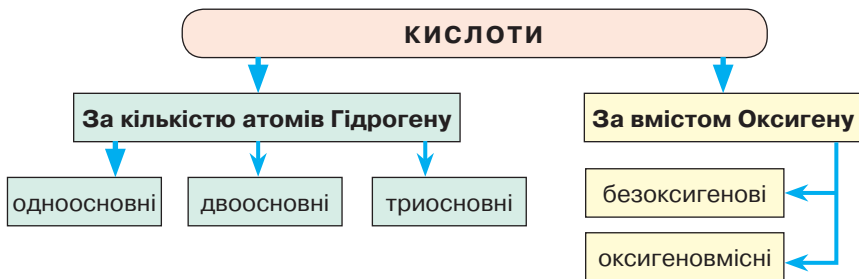 КИСЛОТИ
За кількістю атомів Гідрогену
За вмістом Оксигену
одноосновні
двоосновні
триосновні
безоксигенові
оксигеновмісні